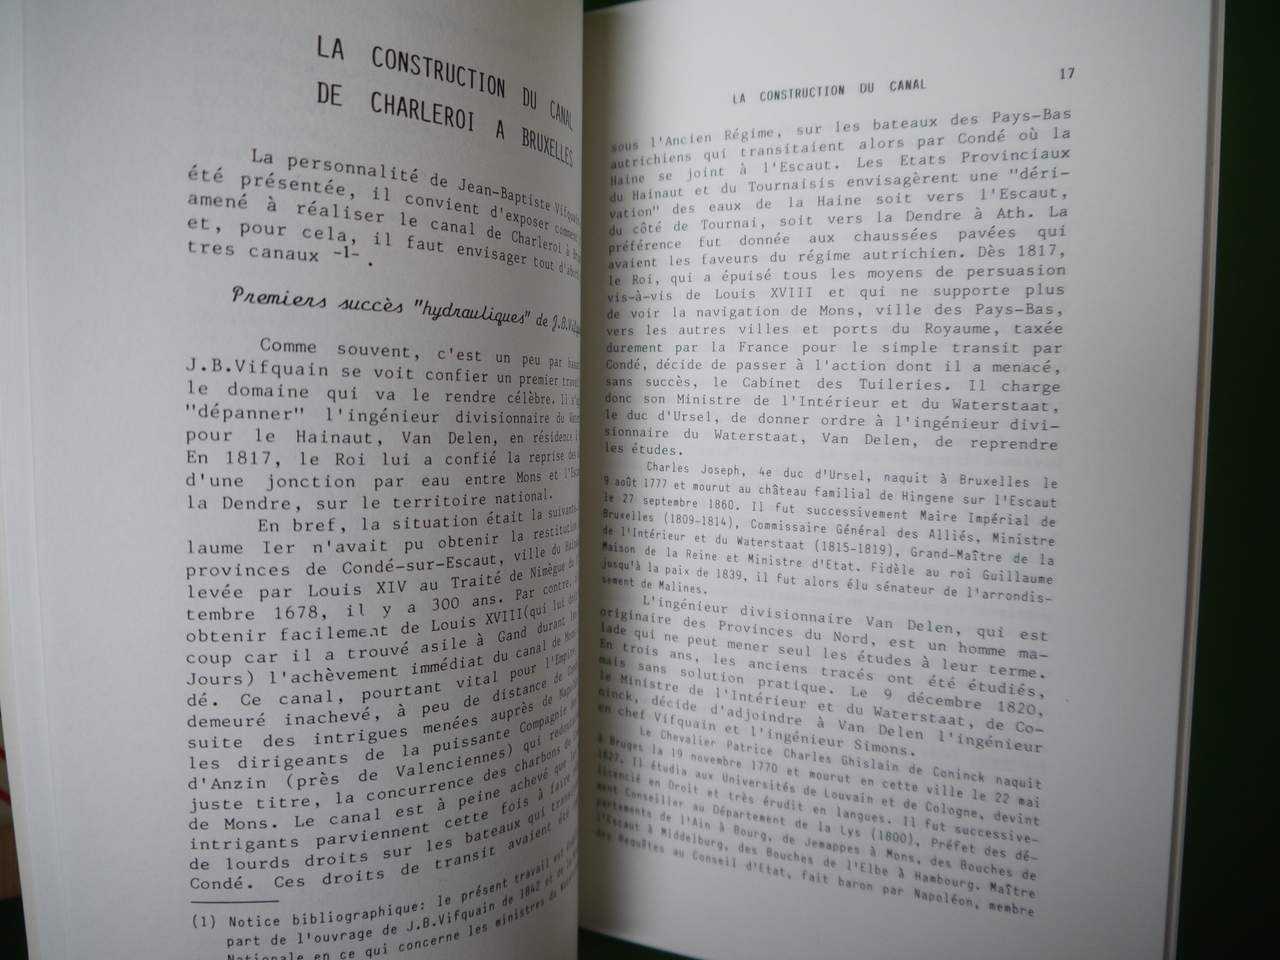 LA CONSTRUCTION DU CANAL
DE CHARLEROI A BRUXELLES
La personnalité de Jean-Baptiste Vifquain
été présentée, il convient d'exposer comment
amené à réaliser le canal de Charleroi à
et, pour cela, il faut envisager tout d'abord
tres canaux -1- .
Premiers succès "hydrauliques" de J.B.
Comme souvent, c'est un peu par
J.B.Vifquain se voit confier un premier travail
le domaine qui va le rendre célèbre. Il
"dépanner" l'ingénieur divisionnaire du
pour le Hainaut, Van Delen, en résidence
En 1817, le Roi lui a confié la reprise
d'une jonction par eau entre Mons et
la Dendre, sur le territoire national.
En bref, la situation était la suivante.
laume Ier n'avait pu obtenir la restitution
provinces de Condé-sur-Escaut, ville du
levée par Louis XIV au Traité de Nimègue
tembre 1678, il y a 300 ans. Par contre,
obtenir facilement de Louis XVIII(qui lui
coup car il a trouvé asile à Gand durant
Jours) l'achèvement immédiat du canal de Mons
dé. Ce canal, pourtant vital pour l'Empire,
demeuré inachevé, à peu de distance de
suite des intrigues menées auprès de
les dirigeants de la puissante Compagnie
d'Anzin (près de Valenciennes) qui
juste titre, la concurrence des charbons
de Mons. Le canal est à peine achevé que
intrigants parviennent cette fois à faire
de lourds droits sur les bateaux qui
Condé. Ces droits de transit avaient été
(1) Notice bibliographique: le présent travail est
part de l'ouvrage de J.B.Vifquain de 1842 et de
Nationale en ce qui concerne les ministres du
LA CONSTRUCTION DU CANAL
17
sous l'Ancien Régime, sur les bateaux des Pays-Bas
autrichiens qui transitaient alors par Condé où la
Haine se joint à l'Escaut. Les Etats Provinciaux
du Hainaut et du Tournaisis envisagèrent une "déri-
vation" des eaux de la Haine soit vers l'Escaut,
du côté de Tournai, soit vers la Dendre à Ath. La
préférence fut donnée aux chaussées pavées qui
avaient les faveurs du régime autrichien. Dès 1817,
le Roi, qui a épuisé tous les moyens de persuasion
vis-à-vis de Louis XVIII et qui ne supporte plus
de voir la navigation de Mons, ville des Pays-Bas,
vers les autres villes et ports du Royaume, taxée
durement par la France pour le simple transit par
Condé, décide de passer à l'action dont il a menacé,
sans succès, le Cabinet des Tuileries. Il charge
donc son Ministre de l'Intérieur et du Waterstaat,
le duc d'Ursel, de donner ordre à l'ingénieur divi-
sionnaire du Waterstaat, Van Delen, de reprendre
les études.
Charles Joseph, 4e duc d'Ursel, naquit à Bruxelles le
9 août 1777 et mourut au château familial de Hingene sur l'Escaut
le 27 septembre 1860. Il fut successivement Maire Impérial de
Bruxelles (1809-1814), Commissaire Général des Alliés, Ministre
de l'Intérieur et du Waterstaat (1815-1819), Grand-Maître de la
Maison de la Reine et Ministre d'Etat. Fidèle au roi Guillaume
jusqu'à la paix de 1839, il fut alors élu sénateur de l'arrondis-
sement de Malines.
L'ingénieur divisionnaire Van Delen, qui est
originaire des Provinces du Nord, est un homme ma-
lade qui ne peut mener seul les études à leur terme.
En trois ans, les anciens tracés ont été étudiés,
mais sans solution pratique. Le 9 décembre 1820,
le Ministre de l'Intérieur et du Waterstaat, de Co-
ninck, décide d'adjoindre à Van Delen l'ingénieur
en chef Vifquain et l'ingénieur Simons.
Le Chevalier Patrice Charles Ghislain de Coninck naquit
à Bruges la 19 novembre 1770 et mourut en cette ville le 22 mai
1827. Il étudia aux Universités de Louvain et de Cologne, devint
licencié en Droit et très érudit en langues. Il fut successive-
ment Conseiller au Département de la Lys (1800), Préfet des dé-
partements de l'Ain à Bourg, de Jemappes à Mons, des Bouches de
l'Escaut à Middelburg, des Bouches de l'Elbe à Hambourg. Maître
des Requêtes au Conseil d'Etat, fait baron par Napoléon, membre